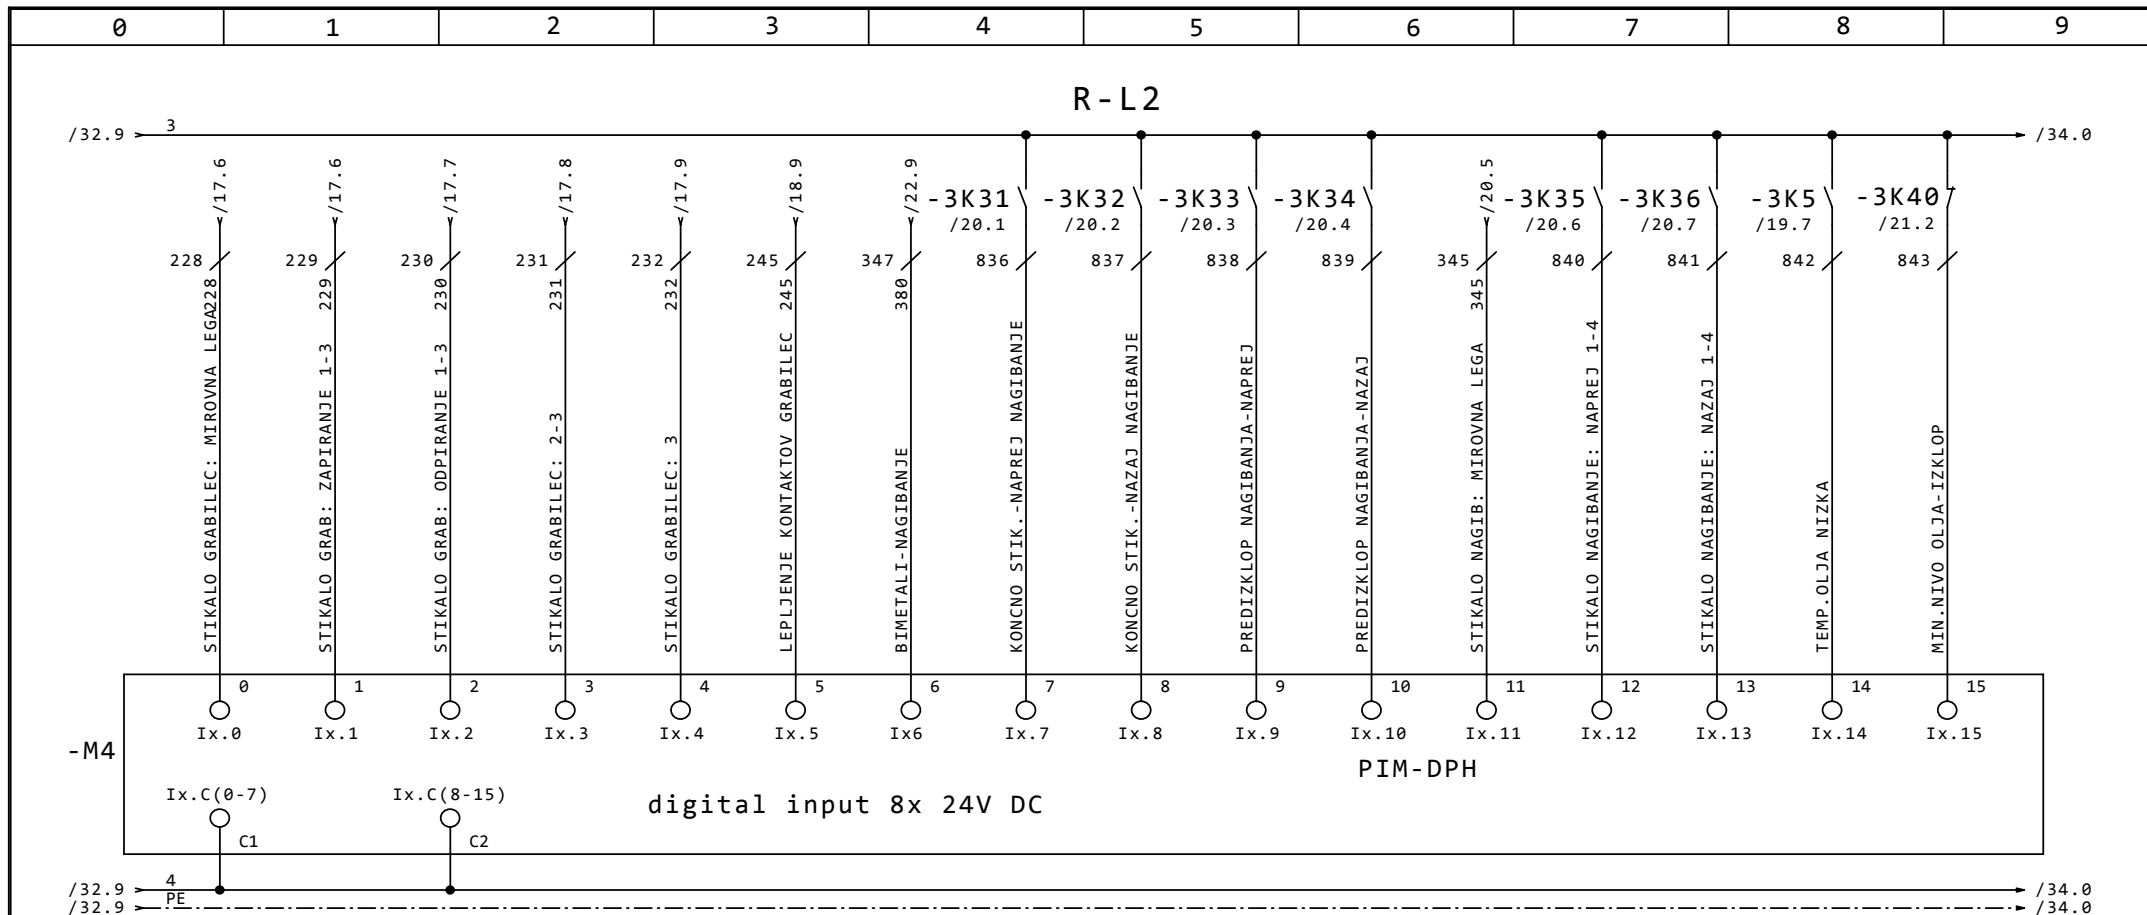 0 1 2 3 4 5 6 7 8 9
R-L2
/32.9 3 /34.0
/17.6 /17.6 /17.7 /17.8 /17.9 /18.9 /22.9 /20.5
-3K31 -3K32 -3K33 -3K34 -3K35 -3K36 -3K5 -3K40
/20.1 /20.2 /20.3 /20.4 /20.6 /20.7 /19.7 /21.2
228 229 230 231 232 245 347 836 837 838 839 345 840 841 842 843
STIKALO GRABILEC: MIROVNA LEGA228
STIKALO GRAB: ZAPIRANJE 1-3 229
STIKALO GRAB: ODPIRANJE 1-3 230
STIKALO GRABILEC: 2-3 231
STIKALO GRABILEC: 3 232
LEPLJENJE KONTAKTOV GRABILEC 245
BIMETALI-NAGIBANJE 380
KONCNO STIK.-NAPREJ NAGIBANJE
KONCNO STIK.-NAZAJ NAGIBANJE
PREDIZKLOP NAGIBANJA-NAPREJ
PREDIZKLOP NAGIBANJA-NAZAJ
STIKALO NAGIB: MIROVNA LEGA 345
STIKALO NAGIBANJE: NAPREJ 1-4
STIKALO NAGIBANJE: NAZAJ 1-4
TEMP.OLJA NIZKA
MIN.NIVO OLJA-IZKLOP
0 1 2 3 4 5 6 7 8 9 10 11 12 13 14 15
Ix.0 Ix.1 Ix.2 Ix.3 Ix.4 Ix.5 Ix6 Ix.7 Ix.8 Ix.9 Ix.10 Ix.11 Ix.12 Ix.13 Ix.14 Ix.15
-M4
PIM-DPH
Ix.C(0-7) Ix.C(8-15)
digital input 8x 24V DC
C1 C2
/32.9 4 /34.0
/32.9 PE /34.0